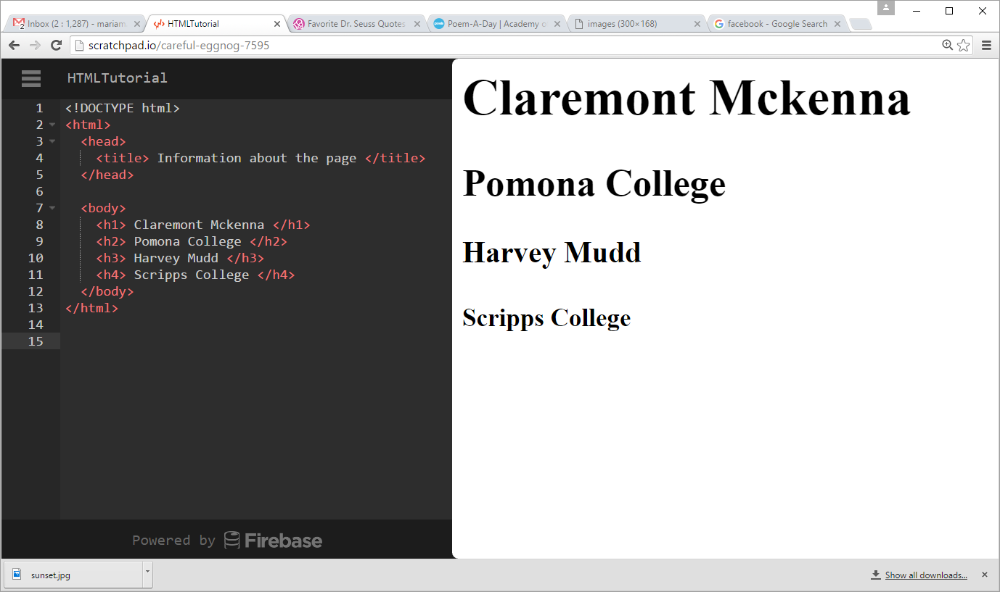 Inbox (2 : 1,287) - mariam.
HTMLTutorial
Favorite Dr. Seuss Quotes
Poem-A-Day | Academy o
images (300×168)
facebook - Google Search
scratchpad.io/careful-eggnog-7595
HTMLTutorial
1 <!DOCTYPE html>
2 <html>
3 <head>
4 <title> Information about the page </title>
5 </head>
6
7 <body>
8 <h1> Claremont Mckenna </h1>
9 <h2> Pomona College </h2>
10 <h3> Harvey Mudd </h3>
11 <h4> Scripps College </h4>
12 </body>
13 </html>
14
15
Powered by Firebase
Claremont Mckenna
Pomona College
Harvey Mudd
Scripps College
sunset.jpg
Show all downloads...